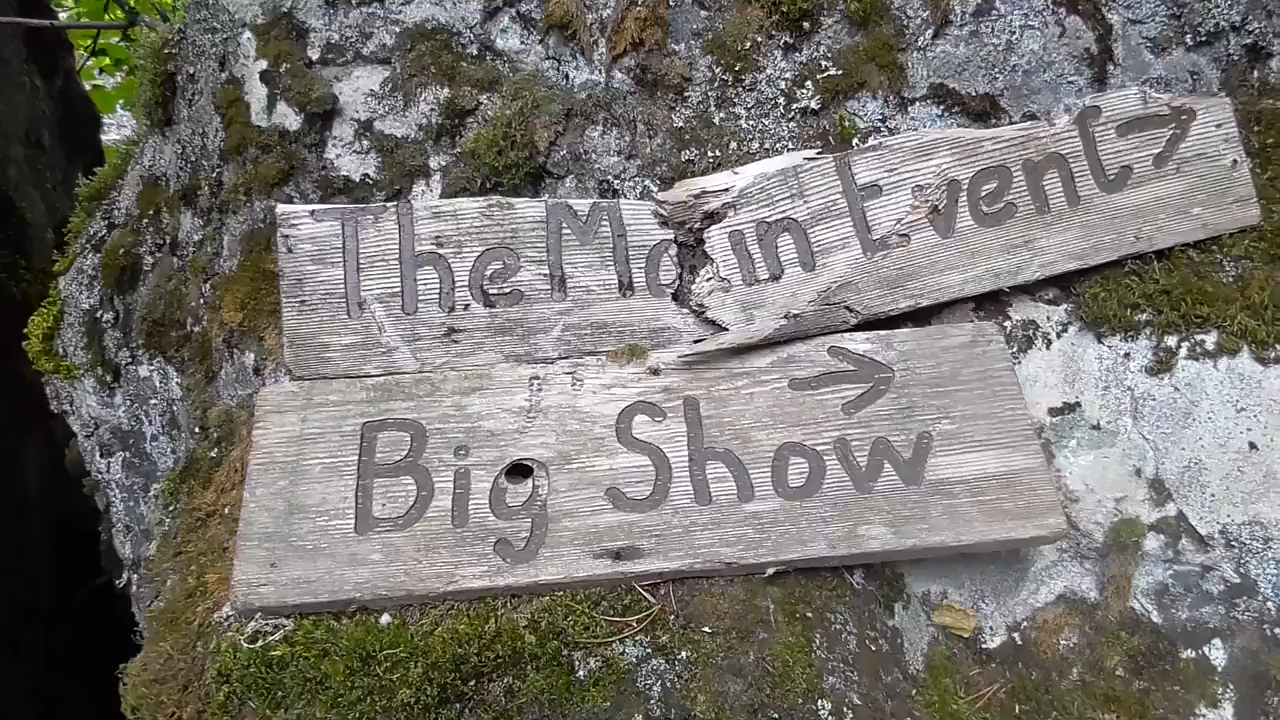 The Main Event →
Big Show →